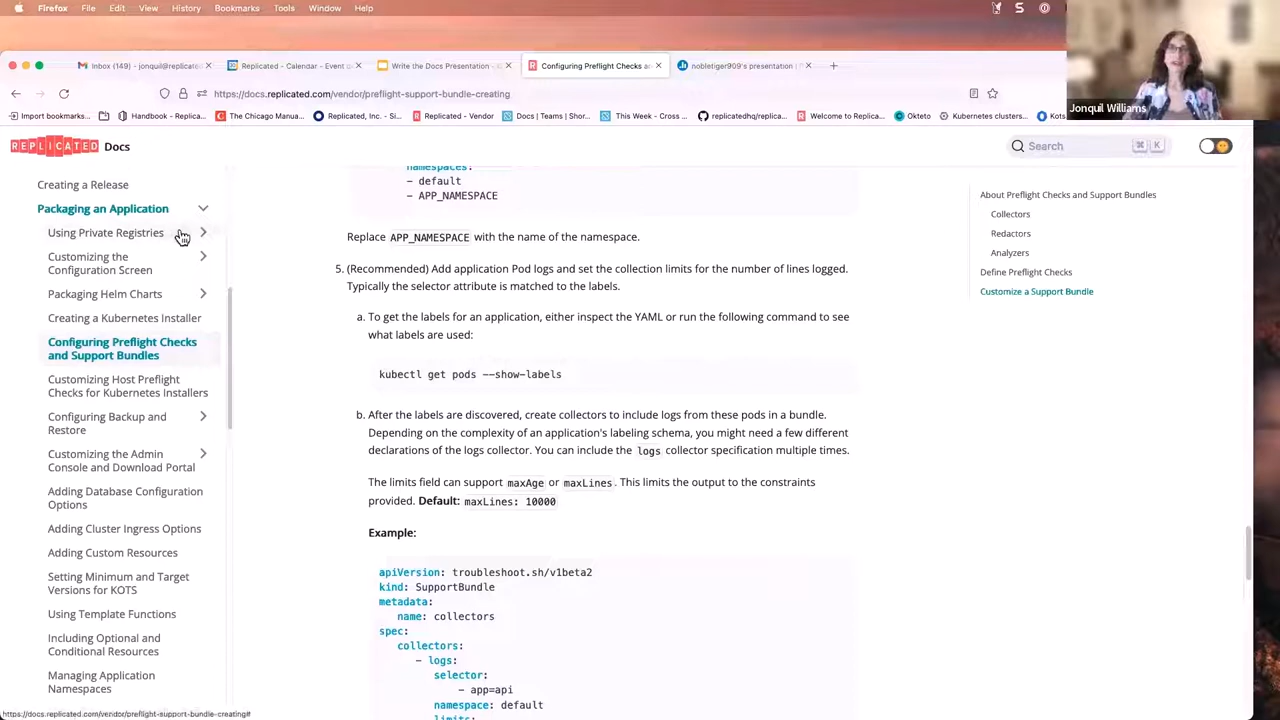 Firefox File Edit View History Bookmarks Tools Window Help
Inbox (149) - jonquil@replicated
Replicated - Calendar - Event
Write the Docs Presentation -
Configuring Preflight Checks an
nobletiger909's presentation |
https://docs.replicated.com/vendor/preflight-support-bundle-creating
Import bookmarks...
Handbook - Replica...
The Chicago Manua...
Replicated, Inc. - Si...
Replicated - Vendor
Docs | Teams | Shor...
This Week - Cross ...
replicatedhq/replica...
Welcome to Replica...
Okteto
Kubernetes clusters...
Kots
Jonquil Williams
REPLICATED Docs
Search ⌘ K
Creating a Release
Packaging an Application
Using Private Registries
Customizing the
Configuration Screen
Packaging Helm Charts
Creating a Kubernetes Installer
Configuring Preflight Checks
and Support Bundles
Customizing Host Preflight
Checks for Kubernetes Installers
Configuring Backup and
Restore
Customizing the Admin
Console and Download Portal
Adding Database Configuration
Options
Adding Cluster Ingress Options
Adding Custom Resources
Setting Minimum and Target
Versions for KOTS
Using Template Functions
Including Optional and
Conditional Resources
Managing Application
Namespaces
namespaces:
- default
- APP_NAMESPACE
Replace APP_NAMESPACE with the name of the namespace.
5. (Recommended) Add application Pod logs and set the collection limits for the number of lines logged.
Typically the selector attribute is matched to the labels.
a. To get the labels for an application, either inspect the YAML or run the following command to see
what labels are used:
kubectl get pods --show-labels
b. After the labels are discovered, create collectors to include logs from these pods in a bundle.
Depending on the complexity of an application's labeling schema, you might need a few different
declarations of the logs collector. You can include the logs collector specification multiple times.
The limits field can support maxAge or maxLines. This limits the output to the constraints
provided. Default: maxLines: 10000
Example:
apiVersion: troubleshoot.sh/v1beta2
kind: SupportBundle
metadata:
name: collectors
spec:
collectors:
- logs:
selector:
- app=api
namespace: default
limits:
About Preflight Checks and Support Bundles
Collectors
Redactors
Analyzers
Define Preflight Checks
Customize a Support Bundle
https://docs.replicated.com/vendor/preflight-support-bundle-creating#